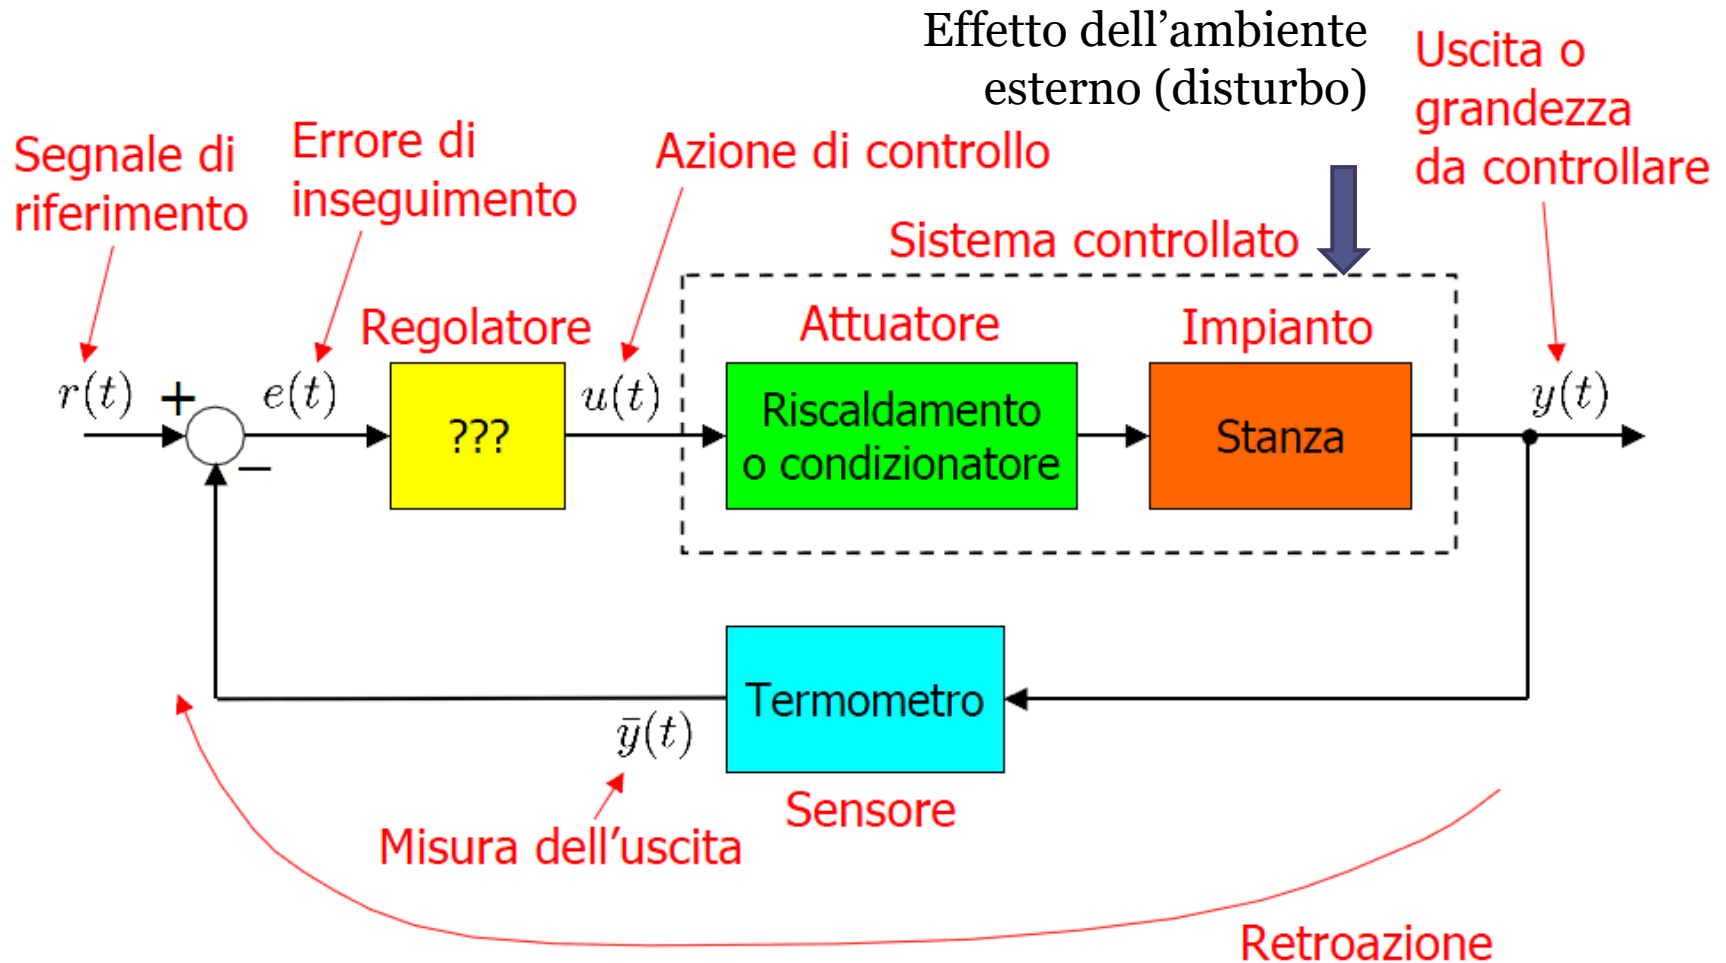 Effetto dell’ambiente
esterno (disturbo)
Uscita o
grandezza
da controllare
Segnale di
riferimento
Errore di
inseguimento
Azione di controllo
Sistema controllato
Regolatore
Attuatore
Impianto
r(t)
+
e(t)
u(t)
y(t)
−
???
Riscaldamento
o condizionatore
Stanza
Termometro
ȳ(t)
Sensore
Misura dell’uscita
Retroazione